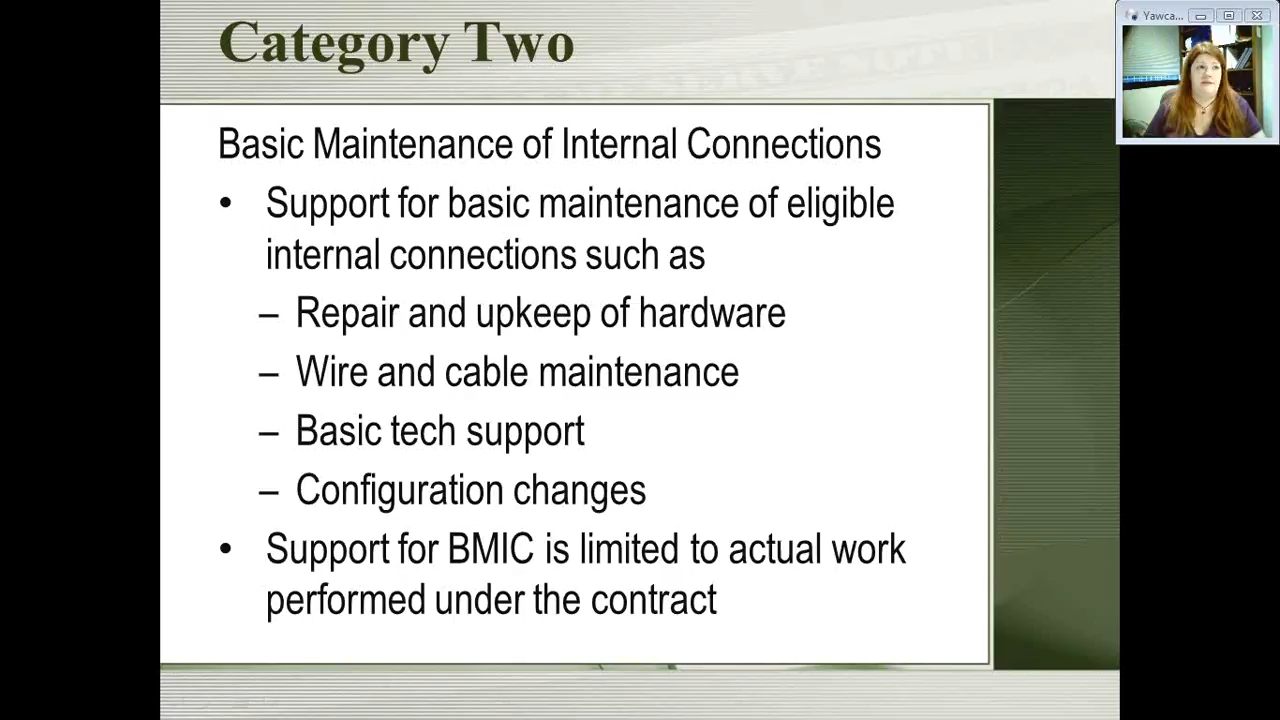 Category Two
Yawca...
Basic Maintenance of Internal Connections
• Support for basic maintenance of eligible
internal connections such as
– Repair and upkeep of hardware
– Wire and cable maintenance
– Basic tech support
– Configuration changes
• Support for BMIC is limited to actual work
performed under the contract